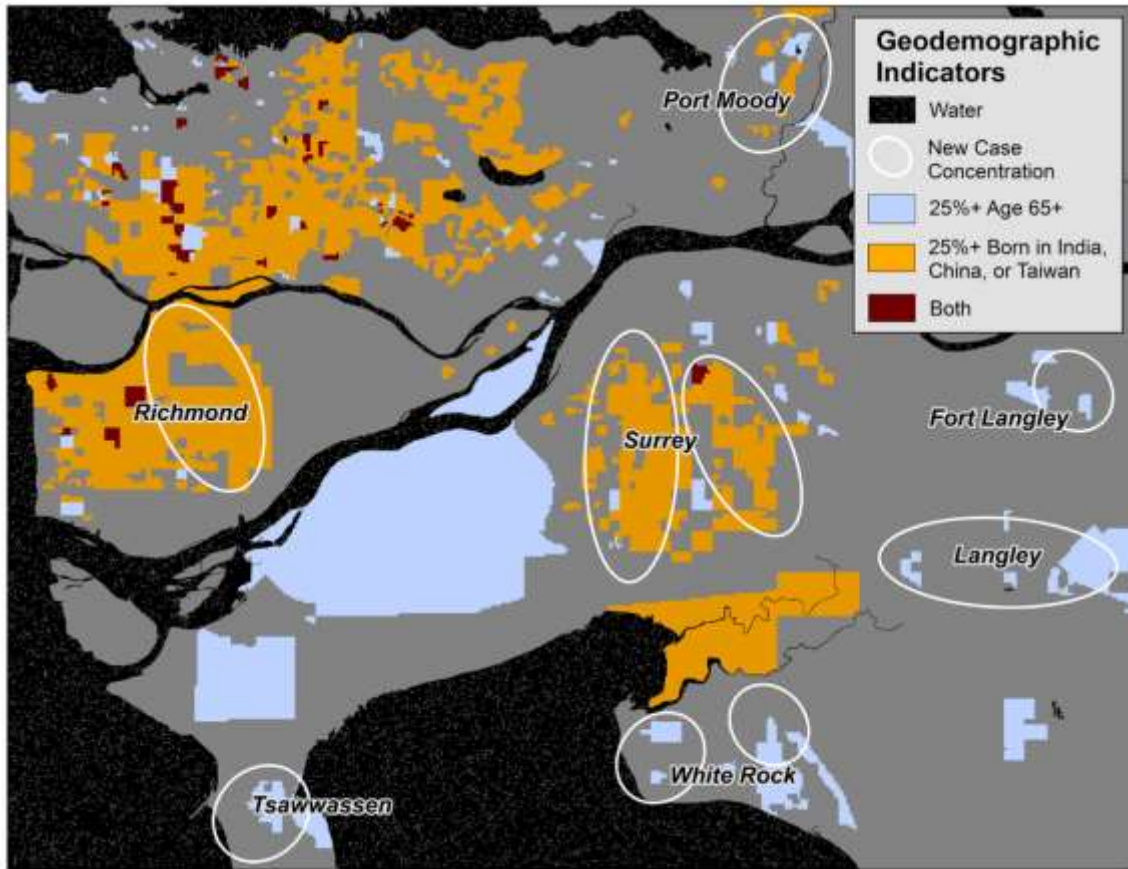 Geodemographic
Indicators
Water
New Case
Concentration
25%+ Age 65+
25%+ Born in India,
China, or Taiwan
Both
Port Moody
Richmond
Surrey
Fort Langley
Langley
White Rock
Tsawwassen